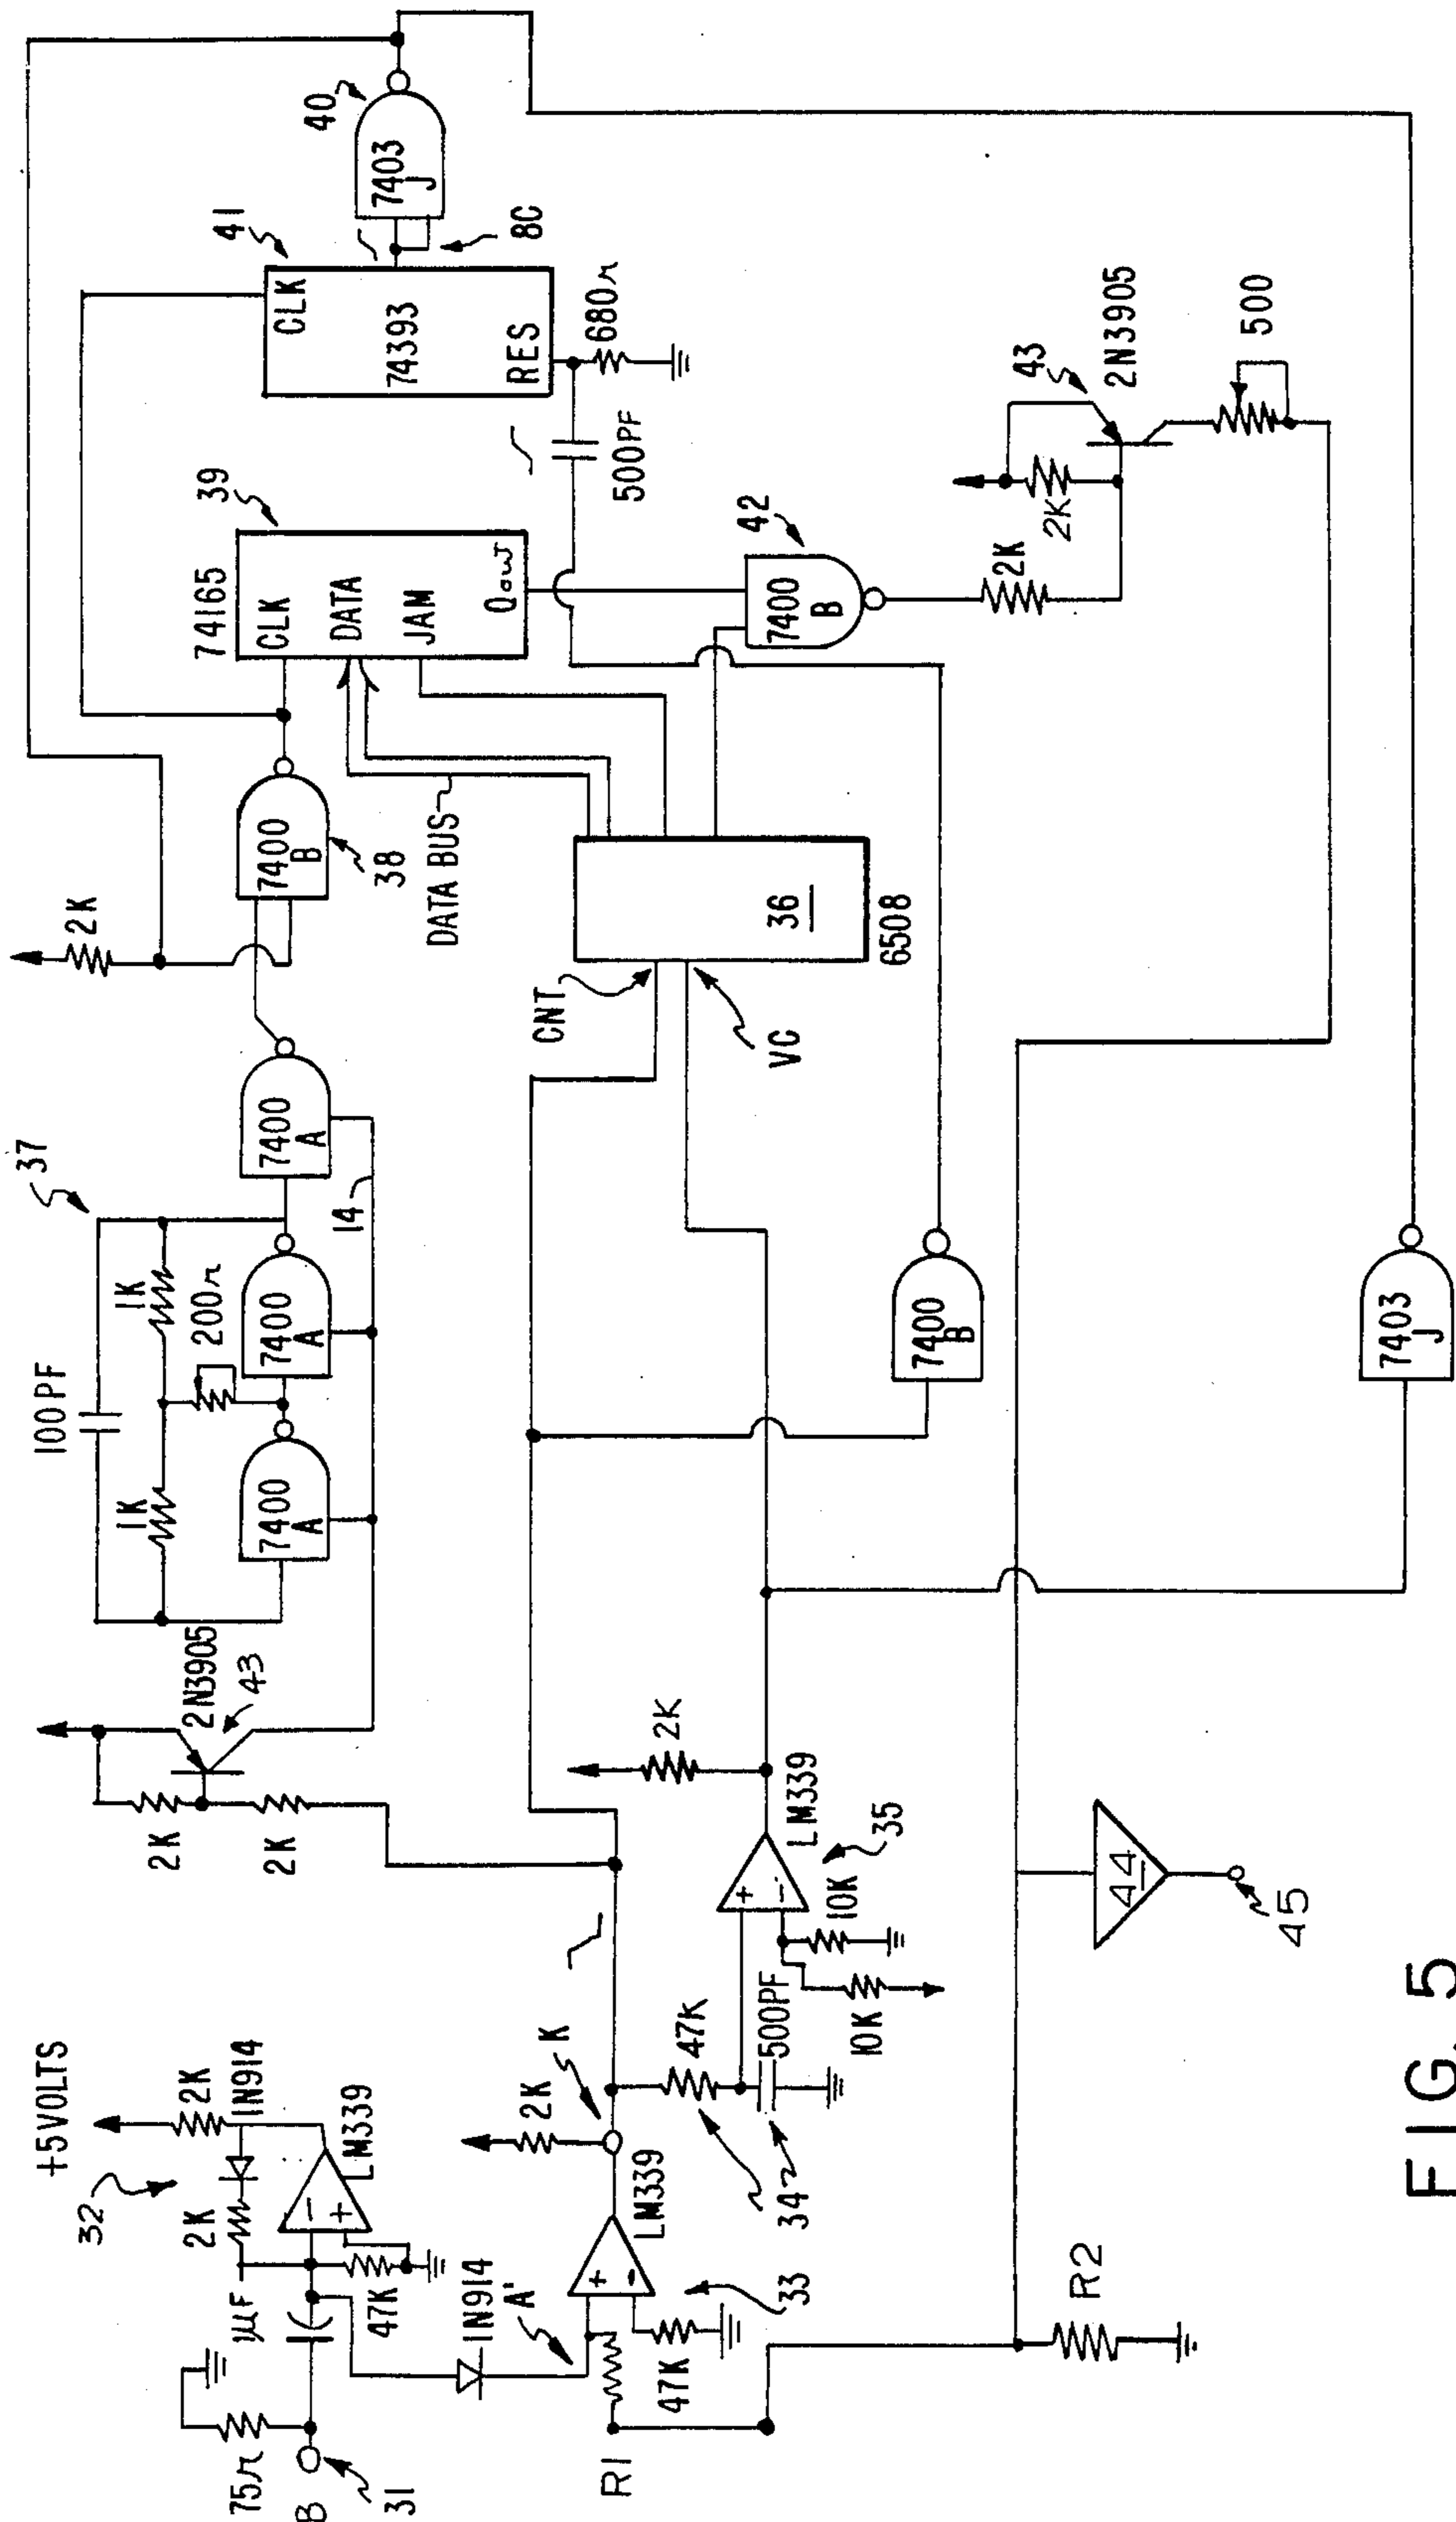 +5VOLTS
32
2K
1N914
2K
LM339
1µF
47K
75r
B
31
1N914
A'
R1
33
47K
LM339
K
2K
47K
34
500PF
10K
10K
35
LM339
2K
2K
2K
2N3905
43
100PF
37
1K
1K
200r
7400
A
7400
A
7400
A
14
2K
7400
B
38
DATA BUS
CNT
VC
36
6508
74165
39
CLK
DATA
JAM
Qout
41
CLK
74393
RES
680r
500PF
8C
40
7403
J
42
7400
B
2K
2K
43
2N3905
500
7400
B
7403
J
44
45
R2
FIG. 5